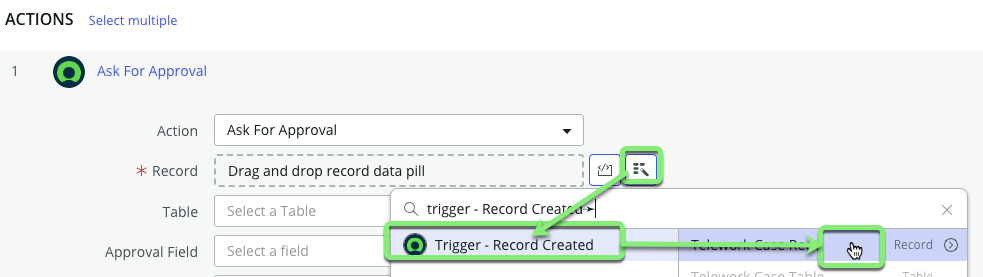 ACTIONS Select multiple
1 Ask For Approval
Action Ask For Approval
* Record Drag and drop record data pill
Table Select a Table
trigger - Record Created
Approval Field Select a field
Trigger - Record Created Telework Case Record
Telework Case Table Table